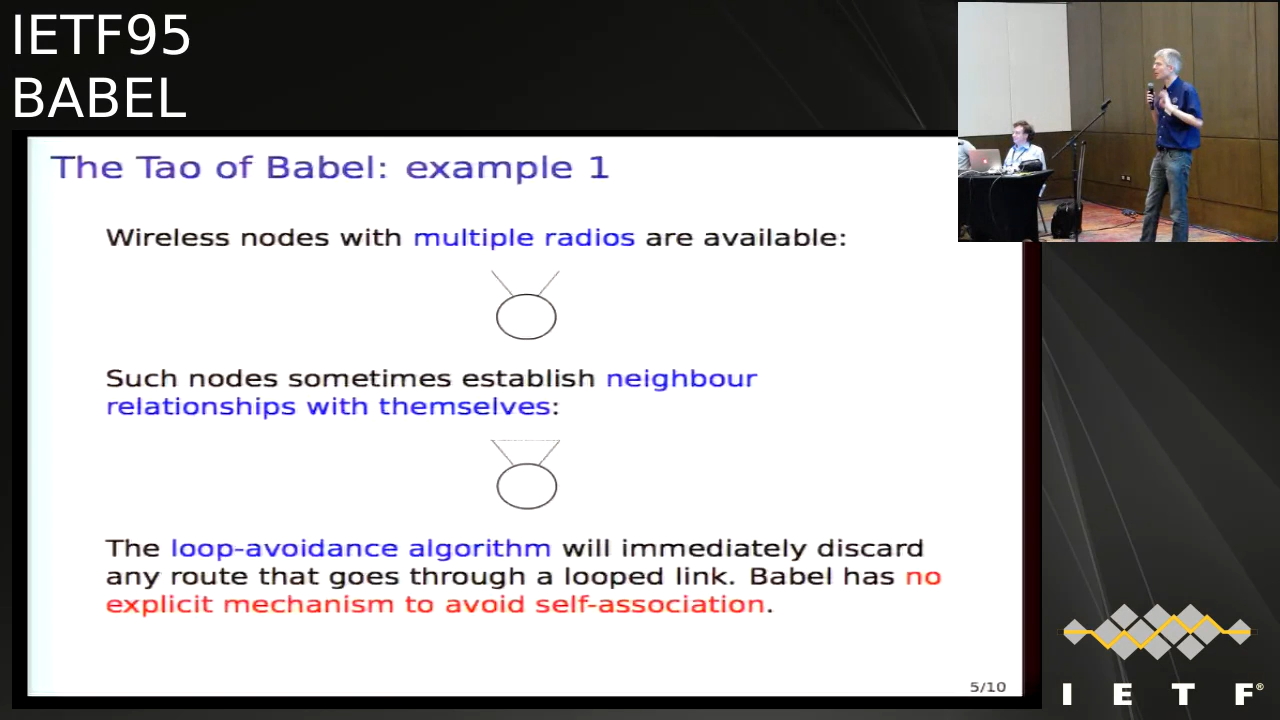 IETF95
BABEL
The Tao of Babel: example 1
Wireless nodes with multiple radios are available:
Such nodes sometimes establish neighbour
relationships with themselves:
The loop-avoidance algorithm will immediately discard
any route that goes through a looped link. Babel has no
explicit mechanism to avoid self-association.
5/10
I E T F®